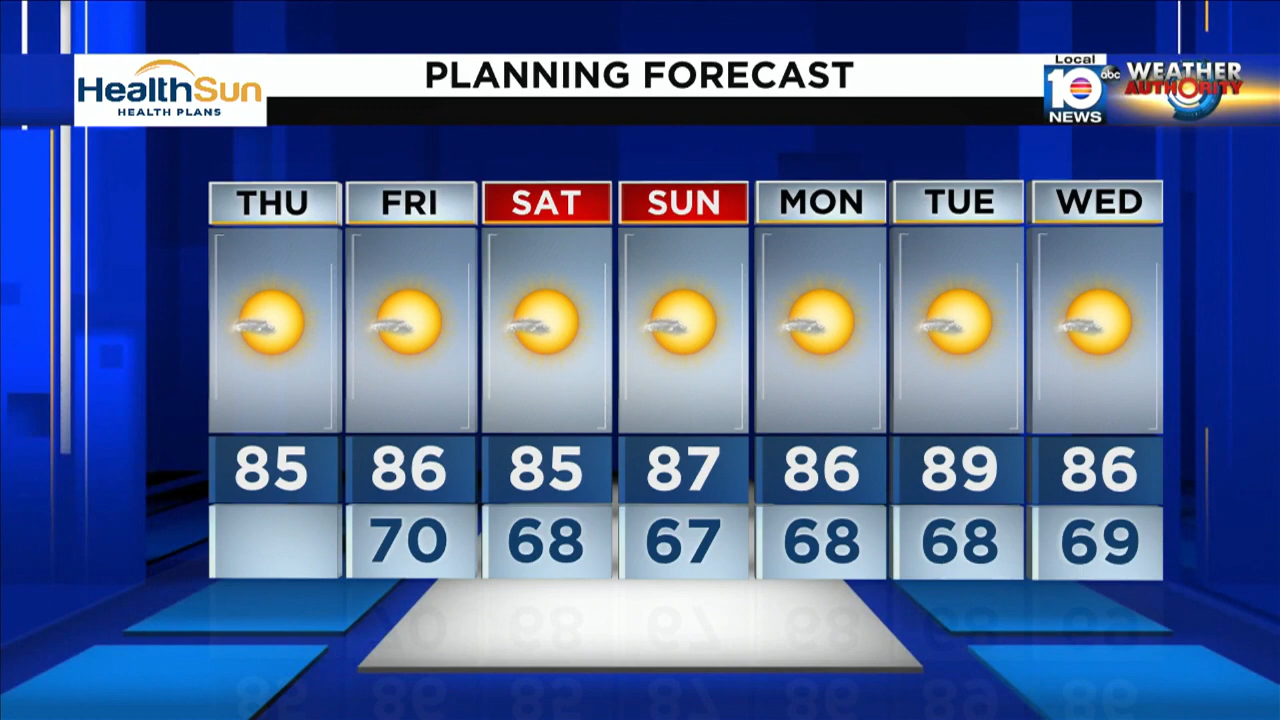 HealthSun
HEALTH PLANS
PLANNING FORECAST
Local
10
abc
NEWS
WEATHER
AUTHORITY
THU FRI SAT SUN MON TUE WED
85 86 85 87 86 89 86
70 68 67 68 68 69